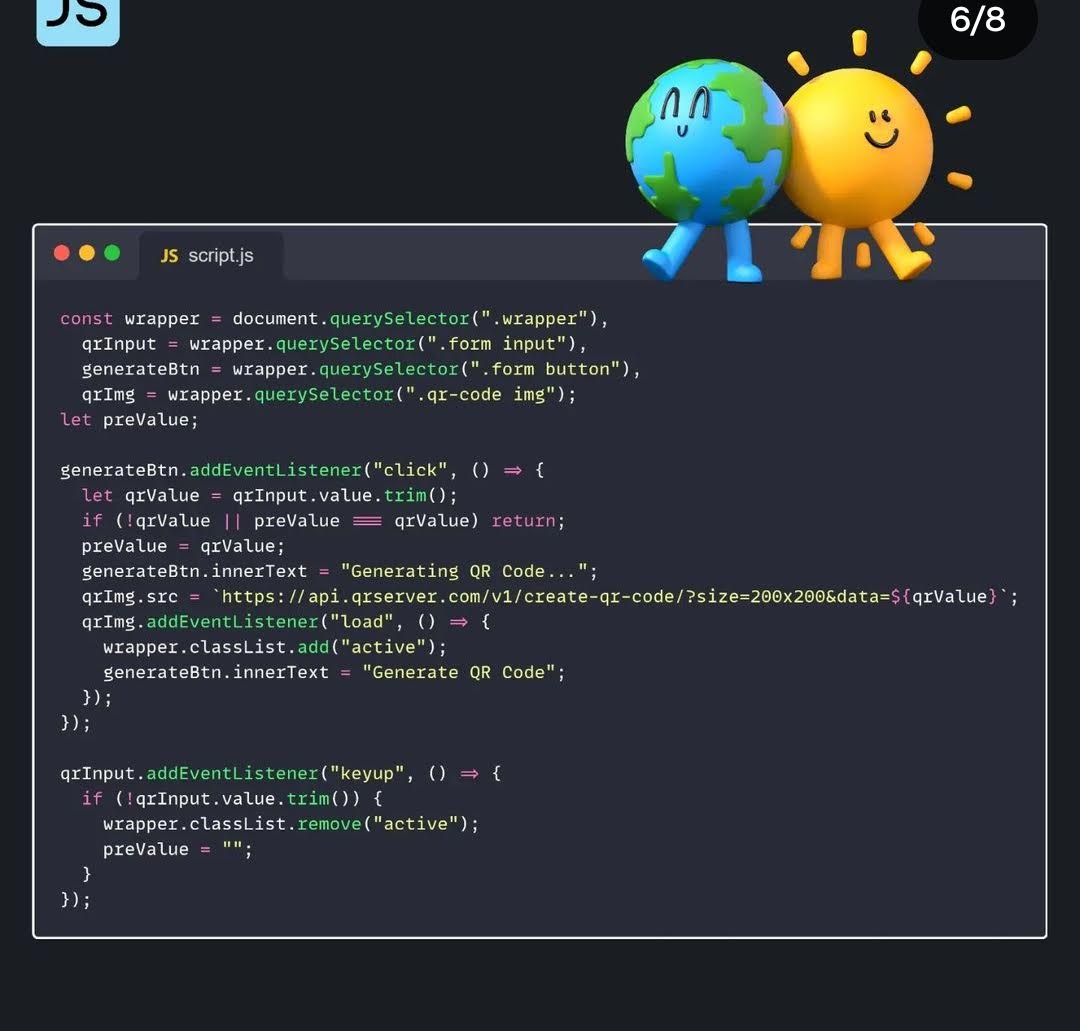 JS
6/8
JS script.js
const wrapper = document.querySelector(".wrapper"),
  qrInput = wrapper.querySelector(".form input"),
  generateBtn = wrapper.querySelector(".form button"),
  qrImg = wrapper.querySelector(".qr-code img");
let preValue;

generateBtn.addEventListener("click", () => {
  let qrValue = qrInput.value.trim();
  if (!qrValue || preValue === qrValue) return;
  preValue = qrValue;
  generateBtn.innerText = "Generating QR Code...";
  qrImg.src = `https://api.qrserver.com/v1/create-qr-code/?size=200x200&data=${qrValue}`;
  qrImg.addEventListener("load", () => {
    wrapper.classList.add("active");
    generateBtn.innerText = "Generate QR Code";
  });
});

qrInput.addEventListener("keyup", () => {
  if (!qrInput.value.trim()) {
    wrapper.classList.remove("active");
    preValue = "";
  }
});